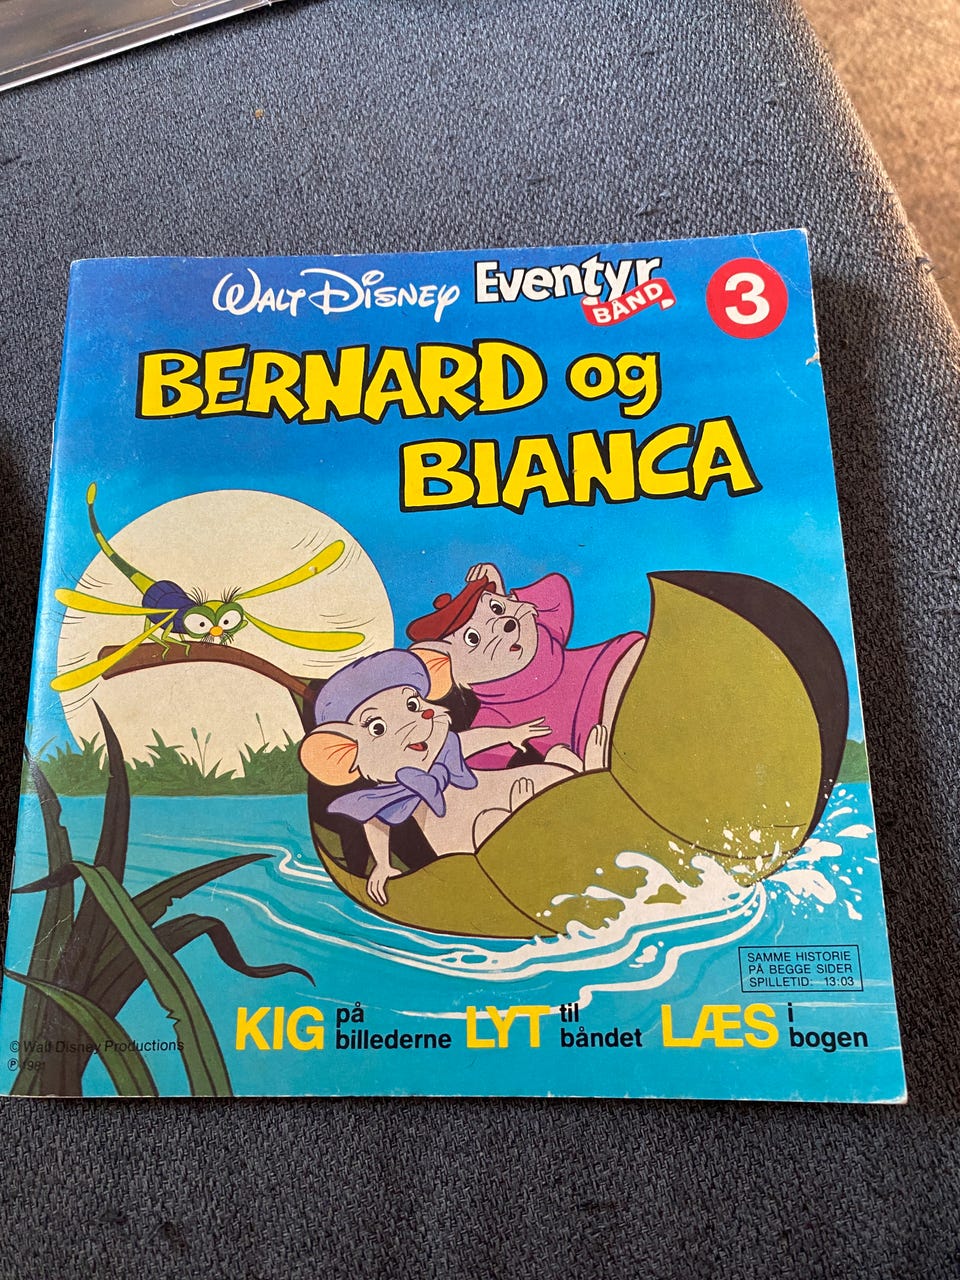 WALT DISNEY Eventyr BÅND 3
BERNARD og
BIANCA
SAMME HISTORIE
PÅ BEGGE SIDER
SPILLETID: 13:03
KIG på billederne LYT til båndet LÆS i bogen
© Walt Disney Productions
℗ 1981